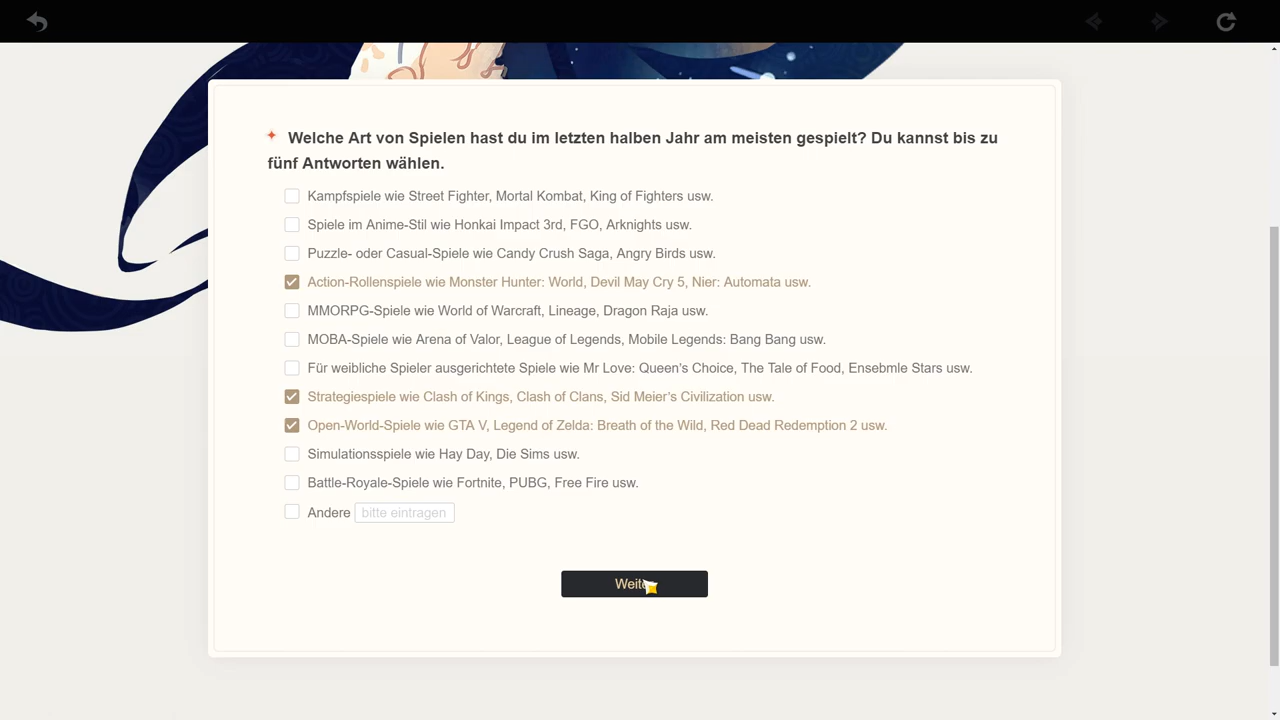 Welche Art von Spielen hast du im letzten halben Jahr am meisten gespielt? Du kannst bis zu
fünf Antworten wählen.
Kampfspiele wie Street Fighter, Mortal Kombat, King of Fighters usw.
Spiele im Anime-Stil wie Honkai Impact 3rd, FGO, Arknights usw.
Puzzle- oder Casual-Spiele wie Candy Crush Saga, Angry Birds usw.
Action-Rollenspiele wie Monster Hunter: World, Devil May Cry 5, Nier: Automata usw.
MMORPG-Spiele wie World of Warcraft, Lineage, Dragon Raja usw.
MOBA-Spiele wie Arena of Valor, League of Legends, Mobile Legends: Bang Bang usw.
Für weibliche Spieler ausgerichtete Spiele wie Mr Love: Queen's Choice, The Tale of Food, Ensebmle Stars usw.
Strategiespiele wie Clash of Kings, Clash of Clans, Sid Meier's Civilization usw.
Open-World-Spiele wie GTA V, Legend of Zelda: Breath of the Wild, Red Dead Redemption 2 usw.
Simulationsspiele wie Hay Day, Die Sims usw.
Battle-Royale-Spiele wie Fortnite, PUBG, Free Fire usw.
Andere bitte eintragen
Weiter